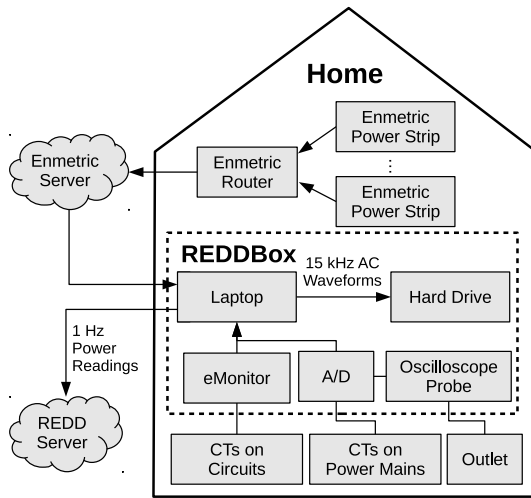 Home
Enmetric
Power Strip
Enmetric
Server
Enmetric
Router
Enmetric
Power Strip
REDDBox
15 kHz AC
Waveforms
Laptop
Hard Drive
1 Hz
Power
Readings
eMonitor
A/D
Oscilloscope
Probe
REDD
Server
CTs on
Circuits
CTs on
Power Mains
Outlet